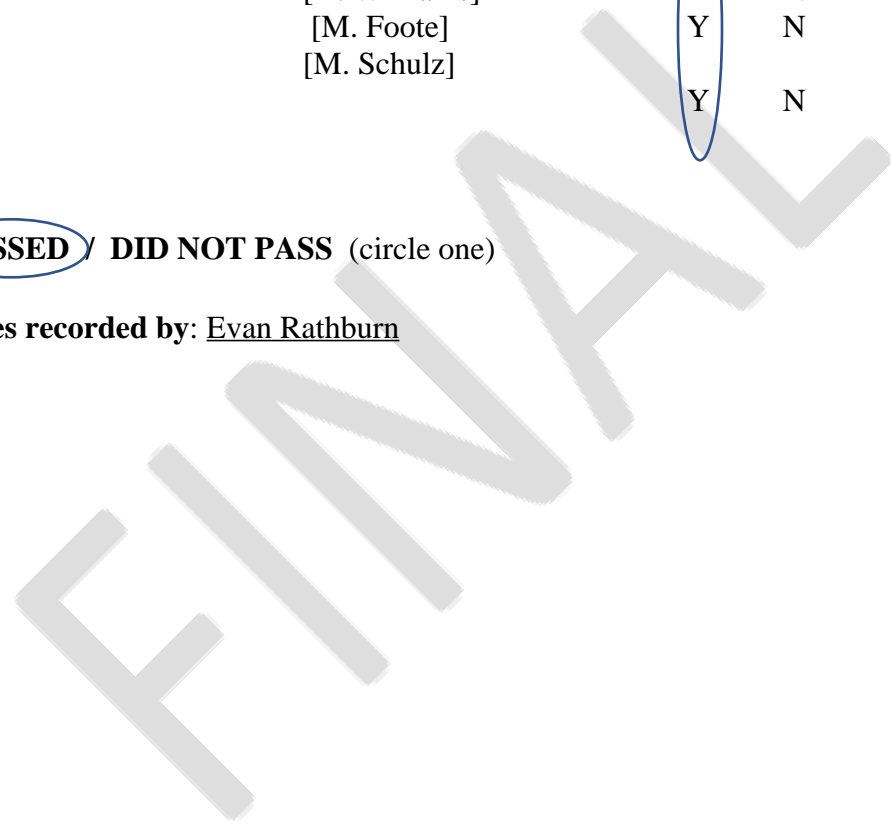 [M. Foote] Y N
[M. Schulz]
Y N
SSED / DID NOT PASS (circle one)
es recorded by: Evan Rathburn
FINAL